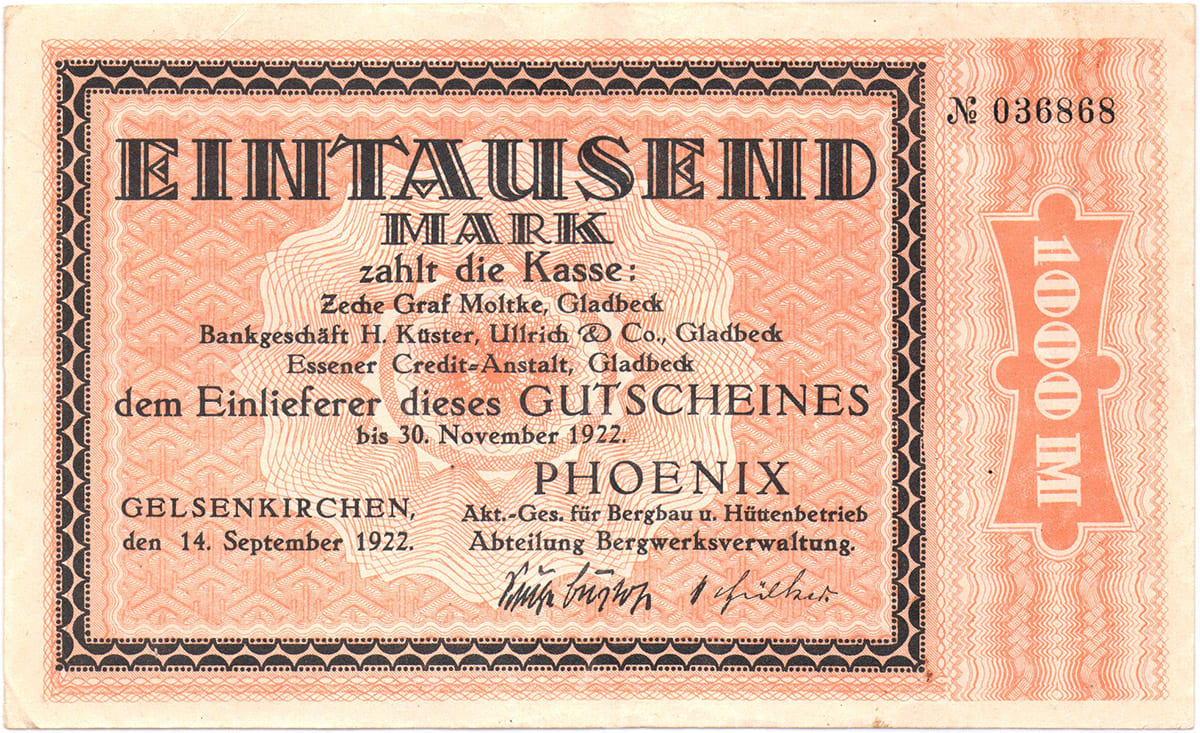 № 036868
EINTAUSEND
MARK
zahlt die Kasse:
Zeche Graf Moltke, Gladbeck
Bankgeschäft H. Küster, Ullrich & Co., Gladbeck
Essener Credit-Anstalt, Gladbeck
dem Einlieferer dieses GUTSCHEINES
bis 30. November 1922.
PHOENIX
GELSENKIRCHEN,
den 14. September 1922.
Akt.-Ges. für Bergbau u. Hüttenbetrieb
Abteilung Bergwerksverwaltung.
1000 M